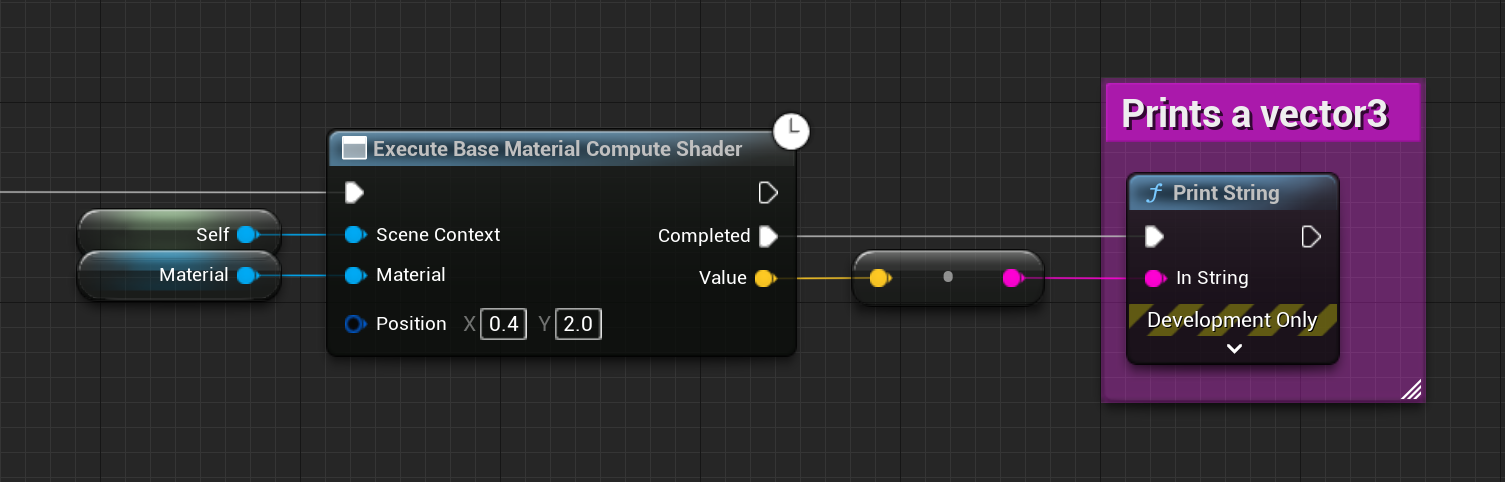 Prints a vector3
Execute Base Material Compute Shader
Self
Scene Context
Completed
Material
Material
Value
Position X 0.4 Y 2.0
Print String
In String
Development Only